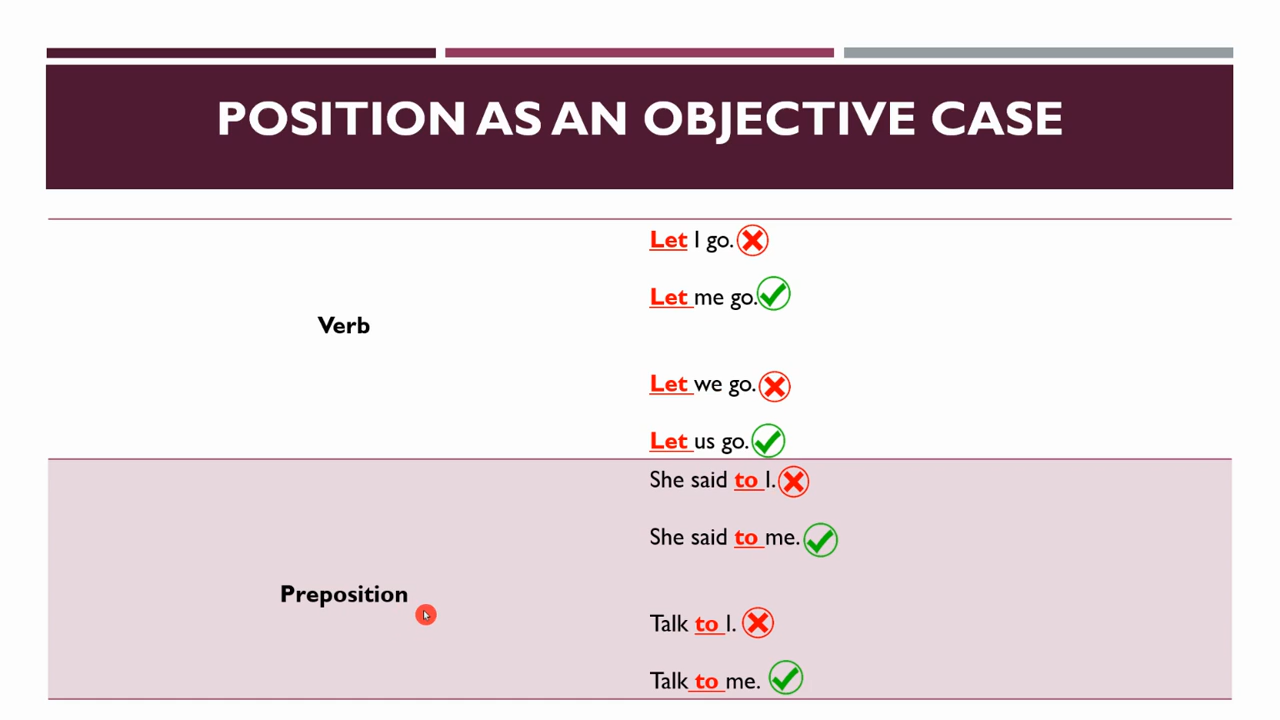 POSITION AS AN OBJECTIVE CASE
Verb
Let I go.
Let me go.
Let we go.
Let us go.
Preposition
She said to I.
She said to me.
Talk to I.
Talk to me.